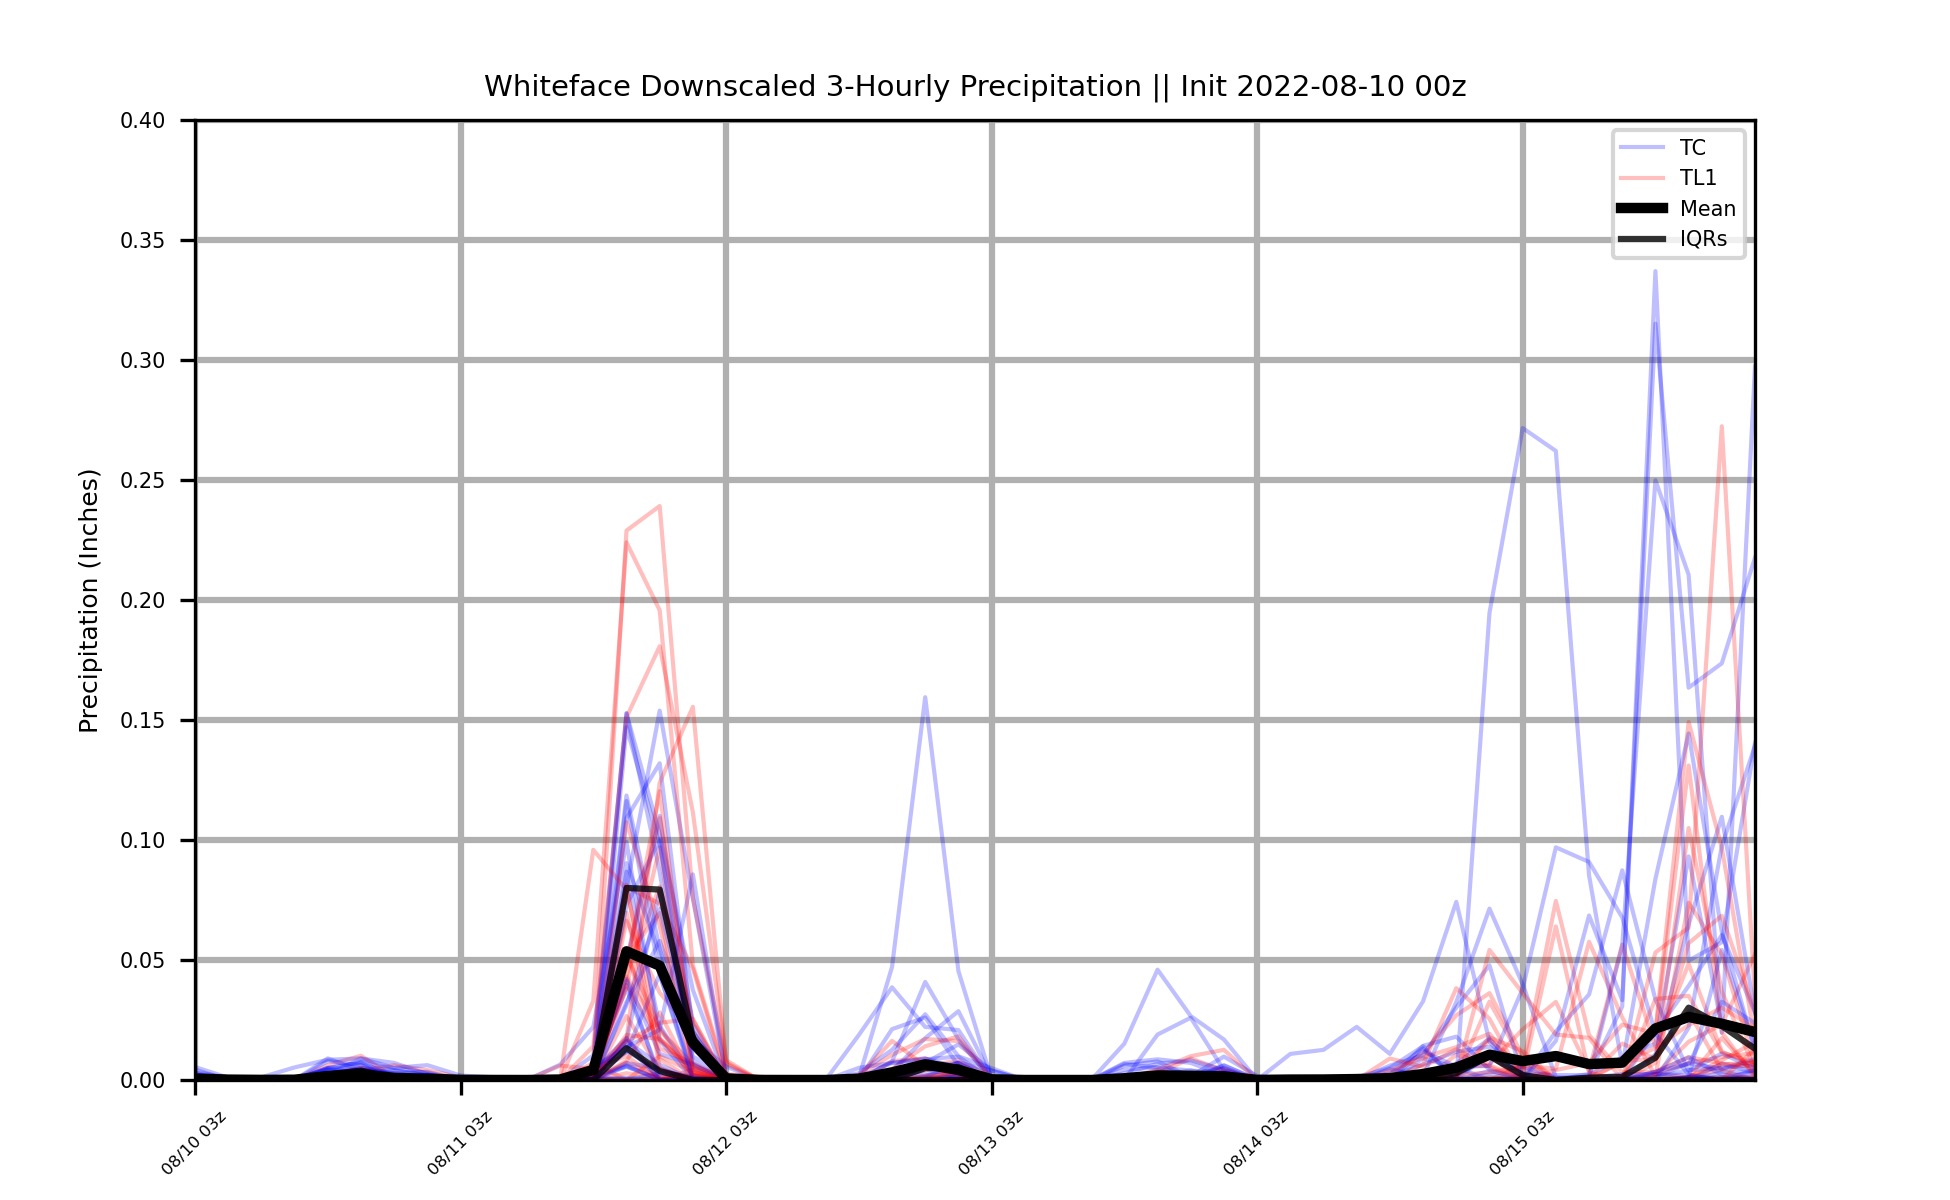 Whiteface Downscaled 3-Hourly Precipitation || Init 2022-08-10 00z
Precipitation (Inches)
0.40
0.35
0.30
0.25
0.20
0.15
0.10
0.05
0.00
TC
TL1
Mean
IQRs
08/10 03z
08/11 03z
08/12 03z
08/13 03z
08/14 03z
08/15 03z